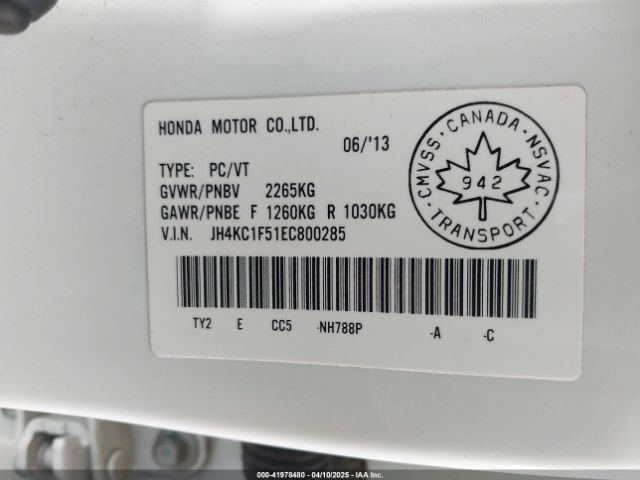 HONDA MOTOR CO.,LTD.
06/'13
TYPE: PC/VT
GVWR/PNBV 2265KG
GAWR/PNBE F 1260KG R 1030KG
V.I.N. JH4KC1F51EC800285
CANADA
CMVSS · NSVAC
942
TRANSPORT
TY2 E CC5 -NH788P -A -C
000-41978480 - 04/10/2025 - IAA Inc.